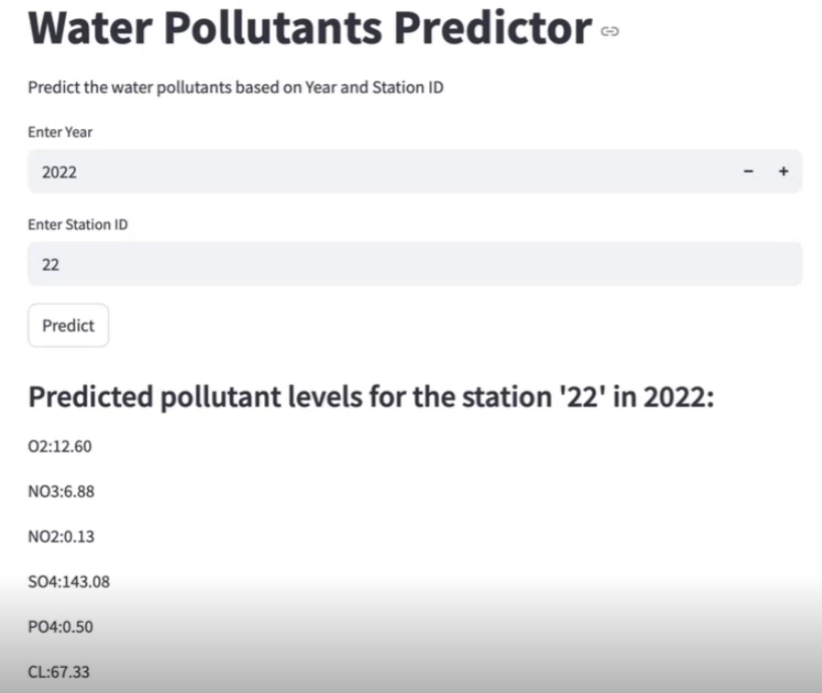 Water Pollutants Predictor
Predict the water pollutants based on Year and Station ID
Enter Year
2022
− +
Enter Station ID
22
Predict
Predicted pollutant levels for the station '22' in 2022:
O2:12.60
NO3:6.88
NO2:0.13
SO4:143.08
PO4:0.50
CL:67.33